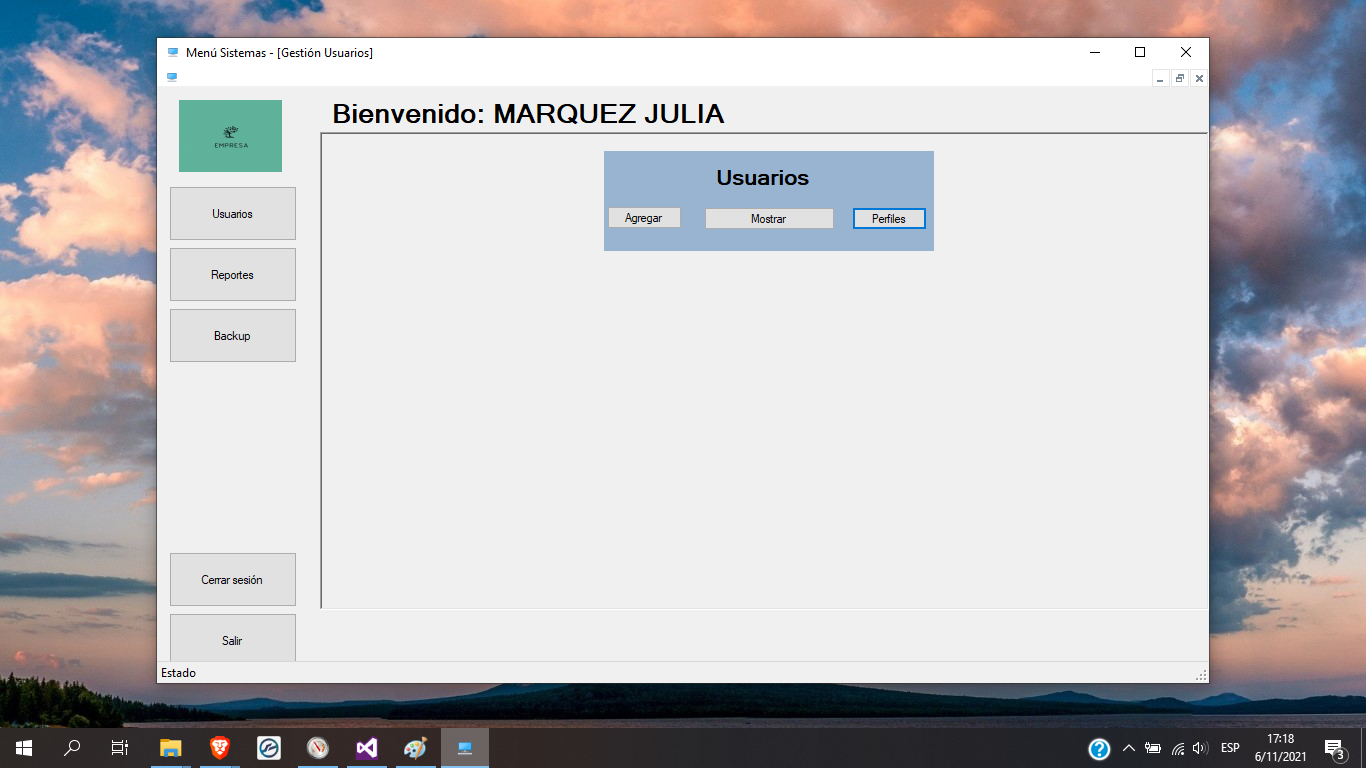 Menú Sistemas - [Gestión Usuarios]
EMPRESA
Bienvenido: MARQUEZ JULIA
Usuarios
Reportes
Backup
Cerrar sesión
Salir
Usuarios
Agregar Mostrar Perfiles
Estado
ESP
17:18
6/11/2021
3